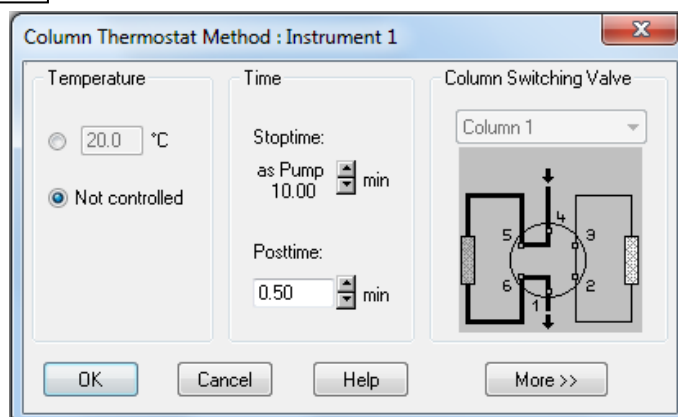 Column Thermostat Method : Instrument 1
Temperature
20.0 °C
Not controlled
Time
Stoptime:
as Pump
10.00 min
Posttime:
0.50 min
Column Switching Valve
Column 1
4
5 3
6 2
1
OK Cancel Help More >>